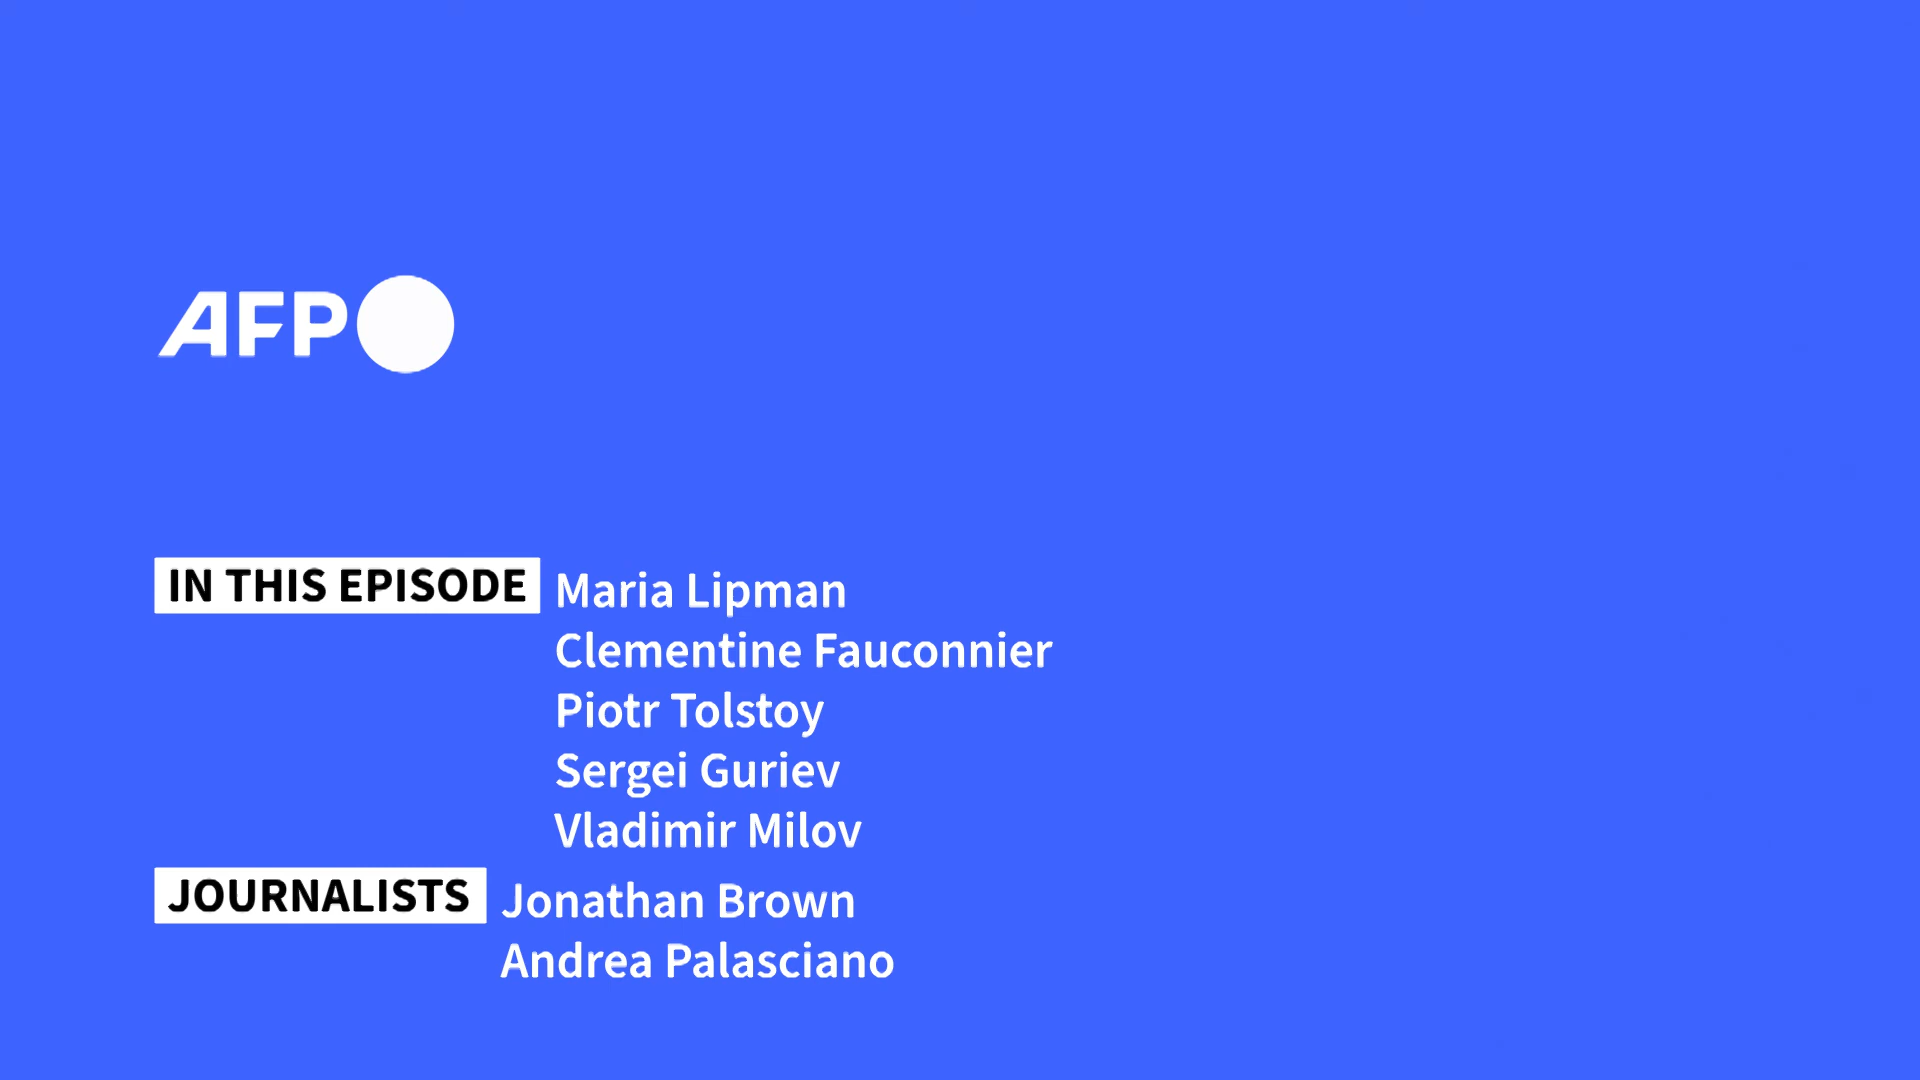 AFP
IN THIS EPISODE Maria Lipman
Clementine Fauconnier
Piotr Tolstoy
Sergei Guriev
Vladimir Milov
JOURNALISTS Jonathan Brown
Andrea Palasciano